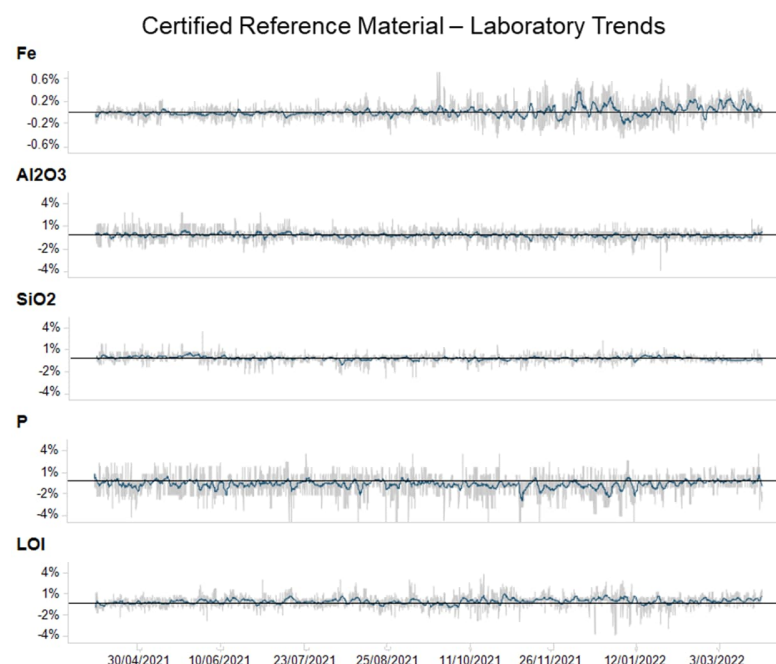 Certified Reference Material – Laboratory Trends
Fe
0.6%
0.2%
-0.2%
-0.6%
Al2O3
4%
1%
-2%
-4%
SiO2
4%
1%
-2%
-4%
P
4%
1%
-2%
-4%
LOI
4%
1%
-2%
-4%
30/04/2021 10/06/2021 23/07/2021 25/08/2021 11/10/2021 26/11/2021 12/01/2022 3/03/2022